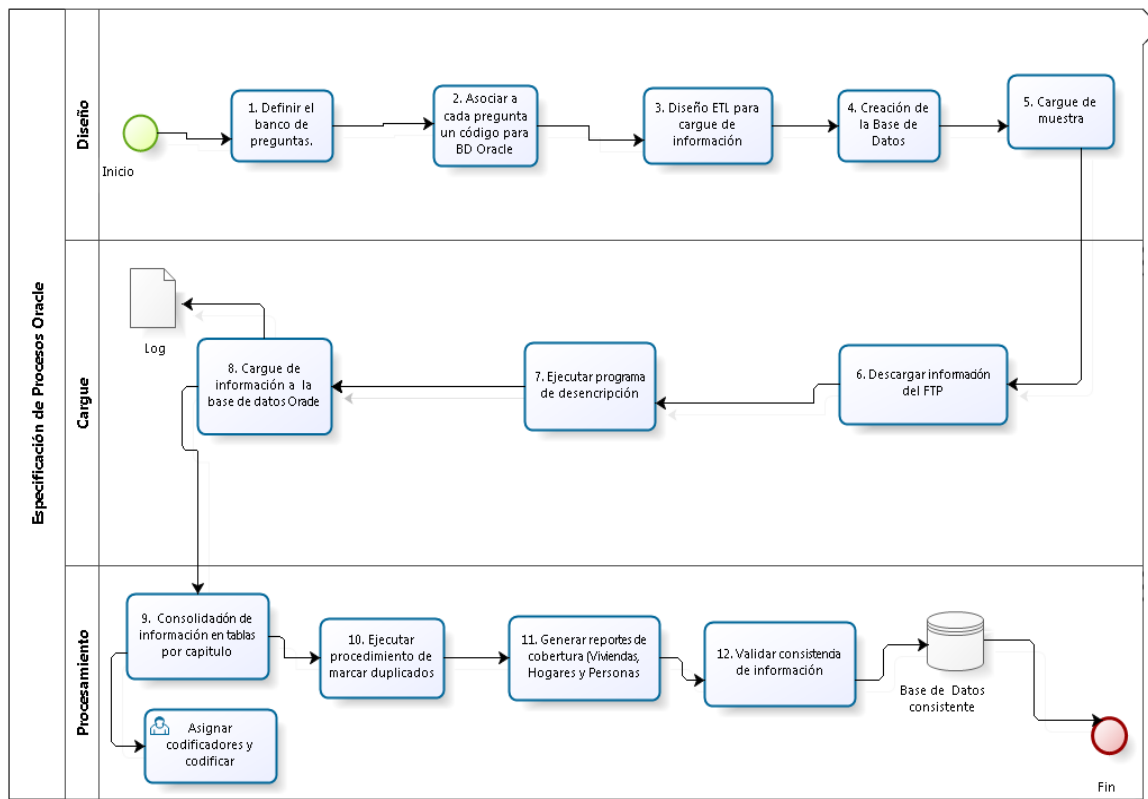 Especificación de Procesos Oracle
Diseño
Inicio
1. Definir el
banco de
preguntas.
2. Asociar a
cada pregunta
un código para
BD Oracle
3. Diseño ETL para
cargue de
información
4. Creación de
la Base de
Datos
5. Cargue de
muestra
Cargue
6. Descargar información
del FTP
7. Ejecutar programa
de desencripción
8. Cargue de
información a la
base de datos Oracle
Log
Procesamiento
9. Consolidación de
información en tablas
por capitulo
Asignar
codificadores y
codificar
10. Ejecutar
procedimiento de
marcar duplicados
11. Generar reportes de
cobertura (Viviendas,
Hogares y Personas
12. Validar consistencia
de información
Base de Datos
consistente
Fin